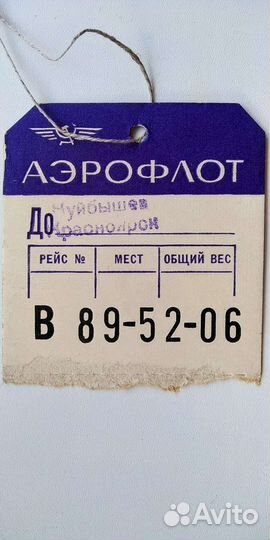 АЭРОФЛОТ
До Куйбышев
Красноярск
РЕЙС № МЕСТ ОБЩИЙ ВЕС
В 89-52-06
Avito